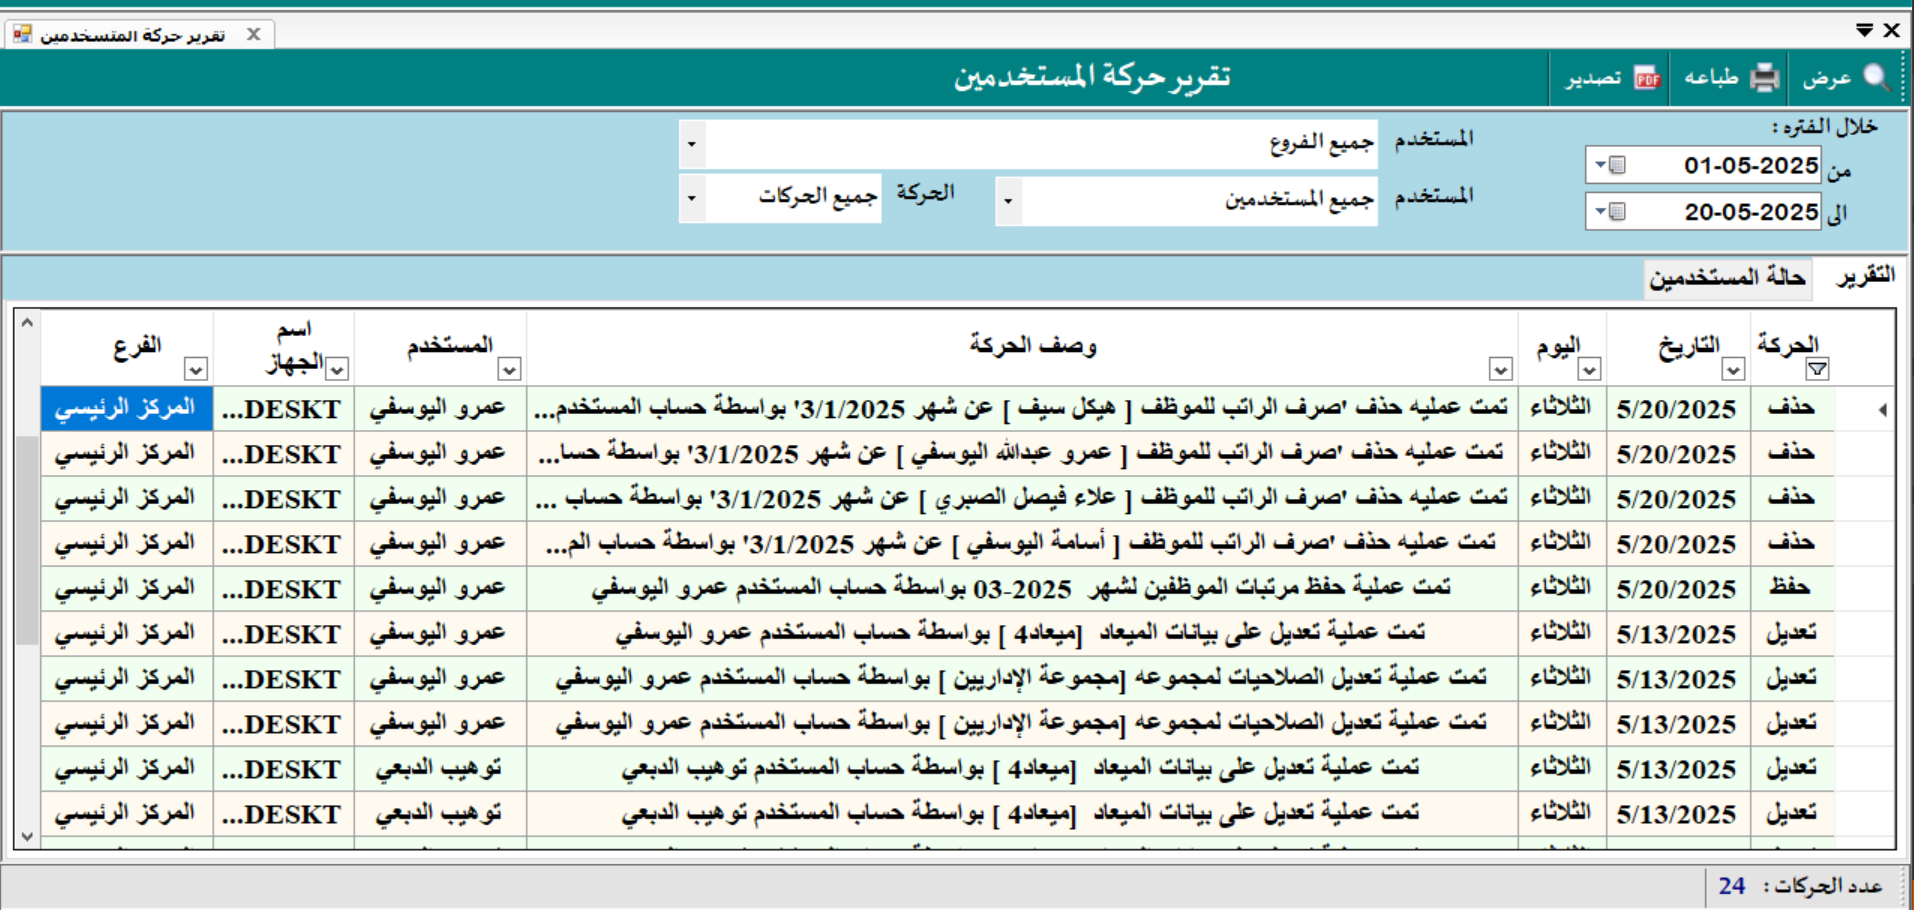 تقرير حركة المتسخدمين X
عرض طباعه تصدير تقرير حركة المستخدمين
خلال الفتره :
من 01-05-2025
الى 20-05-2025
المستخدم جميع الفروع
المستخدم جميع المستخدمين الحركة جميع الحركات
التقرير حالة المستخدمين
الحركة التاريخ اليوم وصف الحركة المستخدم اسم الجهاز الفرع
حذف 5/20/2025 الثلاثاء تمت عمليه حذف 'صرف الراتب للموظف [ هيكل سيف ] عن شهر 3/1/2025' بواسطة حساب المستخدم... عمرو اليوسفي DESKT... المركز الرئيسي
حذف 5/20/2025 الثلاثاء تمت عمليه حذف 'صرف الراتب للموظف [ عمرو عبدالله اليوسفي ] عن شهر 3/1/2025' بواسطة حسا... عمرو اليوسفي DESKT... المركز الرئيسي
حذف 5/20/2025 الثلاثاء تمت عمليه حذف 'صرف الراتب للموظف [ علاء فيصل الصبري ] عن شهر 3/1/2025' بواسطة حساب ... عمرو اليوسفي DESKT... المركز الرئيسي
حذف 5/20/2025 الثلاثاء تمت عمليه حذف 'صرف الراتب للموظف [ أسامة اليوسفي ] عن شهر 3/1/2025' بواسطة حساب الم... عمرو اليوسفي DESKT... المركز الرئيسي
حفظ 5/20/2025 الثلاثاء تمت عملية حفظ مرتبات الموظفين لشهر 03-2025 بواسطة حساب المستخدم عمرو اليوسفي عمرو اليوسفي DESKT... المركز الرئيسي
تعديل 5/13/2025 الثلاثاء تمت عملية تعديل على بيانات الميعاد [ميعاد4 ] بواسطة حساب المستخدم عمرو اليوسفي عمرو اليوسفي DESKT... المركز الرئيسي
تعديل 5/13/2025 الثلاثاء تمت عملية تعديل الصلاحيات لمجموعه [مجموعة الإداريين ] بواسطة حساب المستخدم عمرو اليوسفي عمرو اليوسفي DESKT... المركز الرئيسي
تعديل 5/13/2025 الثلاثاء تمت عملية تعديل الصلاحيات لمجموعه [مجموعة الإداريين ] بواسطة حساب المستخدم عمرو اليوسفي عمرو اليوسفي DESKT... المركز الرئيسي
تعديل 5/13/2025 الثلاثاء تمت عملية تعديل على بيانات الميعاد [ميعاد4 ] بواسطة حساب المستخدم توهيب الدبعي توهيب الدبعي DESKT... المركز الرئيسي
تعديل 5/13/2025 الثلاثاء تمت عملية تعديل على بيانات الميعاد [ميعاد4 ] بواسطة حساب المستخدم توهيب الدبعي توهيب الدبعي DESKT... المركز الرئيسي
عدد الحركات : 24